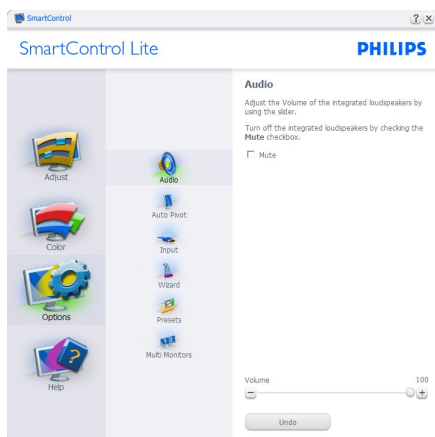 SmartControl
SmartControl Lite
PHILIPS
Adjust
Color
Options
Help
Audio
Auto Pivot
Input
Wizard
Presets
Multi Monitors
Audio
Adjust the Volume of the integrated loudspeakers by
using the slider.
Turn off the integrated loudspeakers by checking the
Mute checkbox.
Mute
Volume 100
Undo